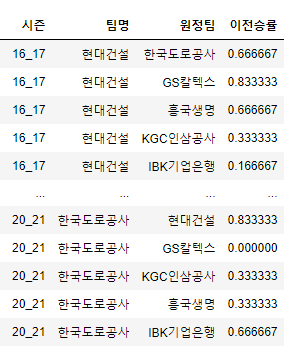 시즌 팀명 원정팀 이전승률
16_17 현대건설 한국도로공사 0.666667
16_17 현대건설 GS칼텍스 0.833333
16_17 현대건설 흥국생명 0.666667
16_17 현대건설 KGC인삼공사 0.333333
16_17 현대건설 IBK기업은행 0.166667
... ... ... ...
20_21 한국도로공사 현대건설 0.833333
20_21 한국도로공사 GS칼텍스 0.000000
20_21 한국도로공사 KGC인삼공사 0.333333
20_21 한국도로공사 흥국생명 0.333333
20_21 한국도로공사 IBK기업은행 0.666667